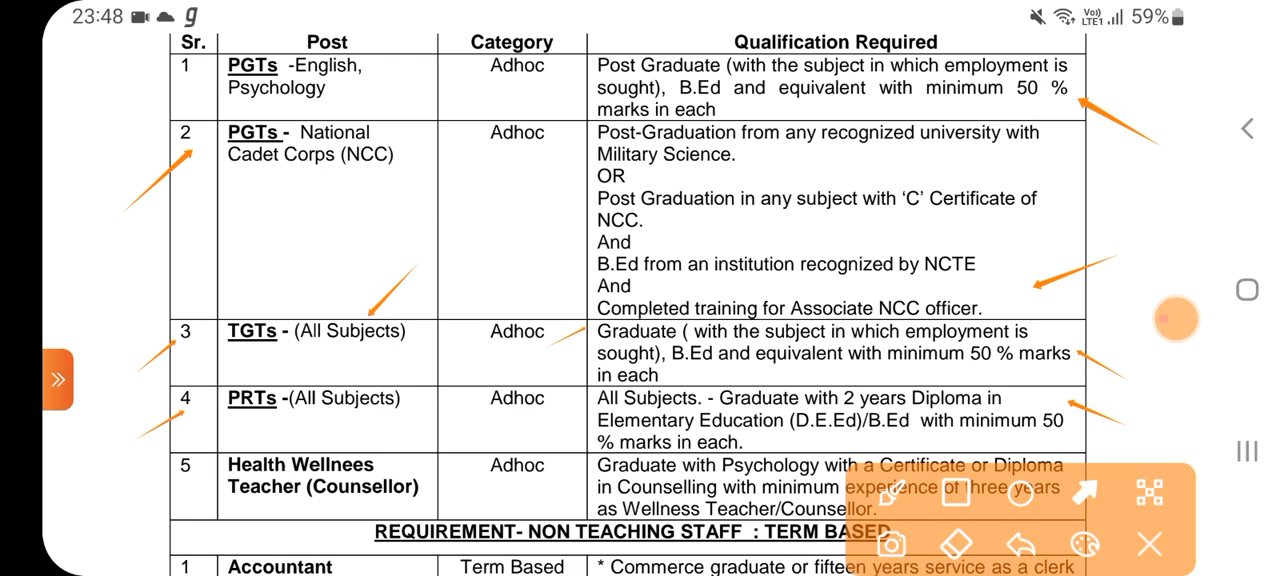 23:48 g Vo)) LTE1 59%
Sr. Post Category Qualification Required
1 PGTs -English, Adhoc Post Graduate (with the subject in which employment is
Psychology sought), B.Ed and equivalent with minimum 50 %
marks in each
2 PGTs - National Adhoc Post-Graduation from any recognized university with
Cadet Corps (NCC) Military Science.
OR
Post Graduation in any subject with ‘C’ Certificate of
NCC.
And
B.Ed from an institution recognized by NCTE
And
Completed training for Associate NCC officer.
3 TGTs - (All Subjects) Adhoc Graduate ( with the subject in which employment is
sought), B.Ed and equivalent with minimum 50 % marks
in each
4 PRTs -(All Subjects) Adhoc All Subjects. - Graduate with 2 years Diploma in
Elementary Education (D.E.Ed)/B.Ed with minimum 50
% marks in each.
5 Health Wellnees Adhoc Graduate with Psychology with a Certificate or Diploma
Teacher (Counsellor) in Counselling with minimum experience of three years
as Wellness Teacher/Counsellor.
REQUIREMENT- NON TEACHING STAFF : TERM BASED
1 Accountant Term Based * Commerce graduate or fifteen years service as a clerk